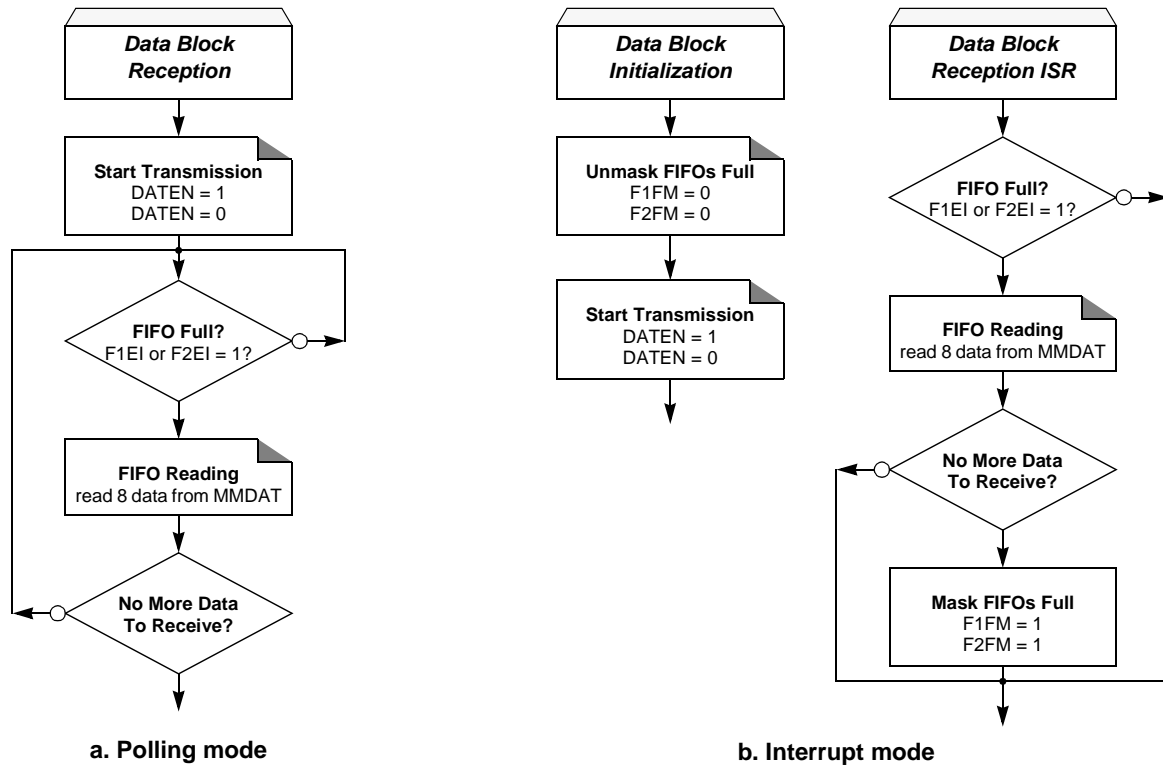 Data Block
Reception
Start Transmission
DATEN = 1
DATEN = 0
FIFO Full?
F1EI or F2EI = 1?
FIFO Reading
read 8 data from MMDAT
No More Data
To Receive?
a. Polling mode
Data Block
Initialization
Unmask FIFOs Full
F1FM = 0
F2FM = 0
Start Transmission
DATEN = 1
DATEN = 0
Data Block
Reception ISR
FIFO Full?
F1EI or F2EI = 1?
FIFO Reading
read 8 data from MMDAT
No More Data
To Receive?
Mask FIFOs Full
F1FM = 1
F2FM = 1
b. Interrupt mode